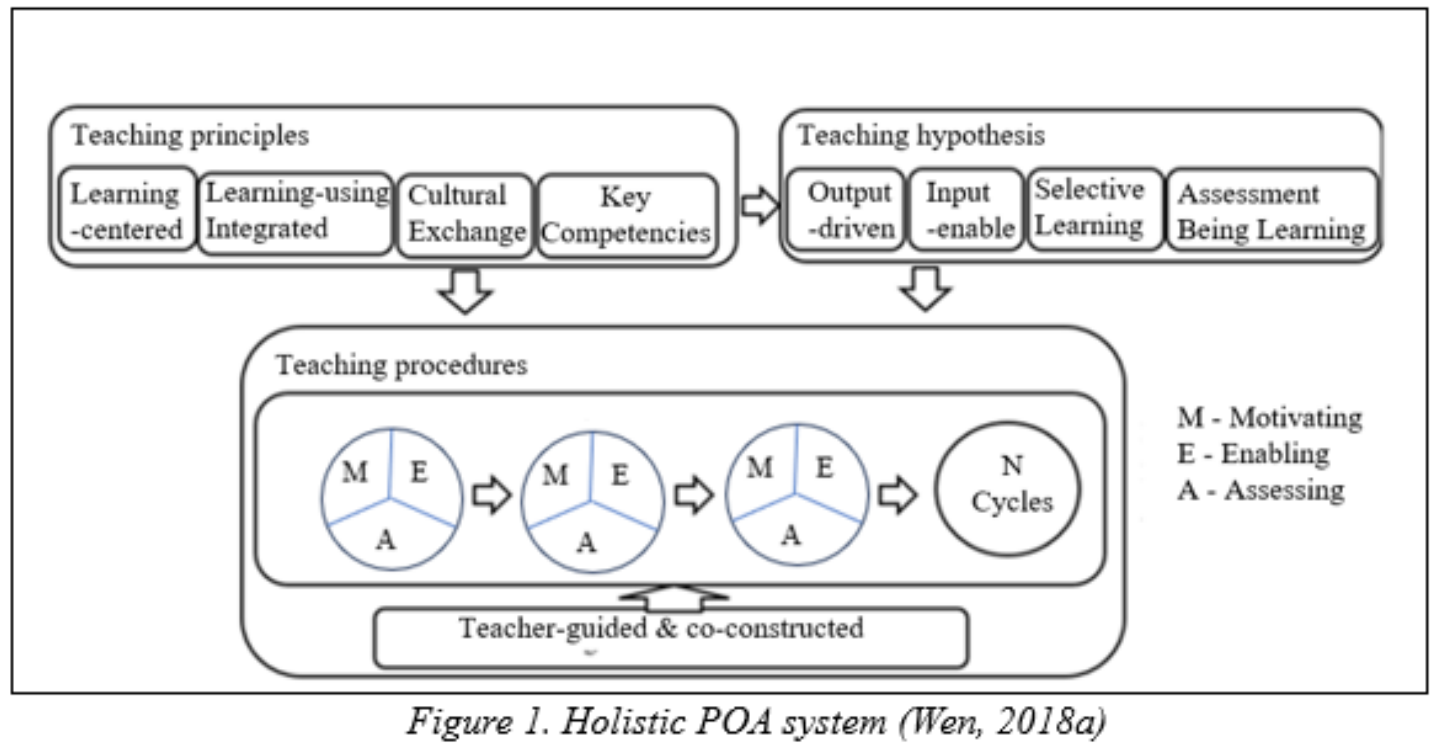 Teaching principles
Learning
-centered
Learning-using
Integrated
Cultural
Exchange
Key
Competencies
Teaching hypothesis
Output
-driven
Input
-enable
Selective
Learning
Assessment
Being Learning
Teaching procedures
M E
A
M E
A
M E
A
N
Cycles
M - Motivating
E - Enabling
A - Assessing
Teacher-guided & co-constructed
Figure 1. Holistic POA system (Wen, 2018a)